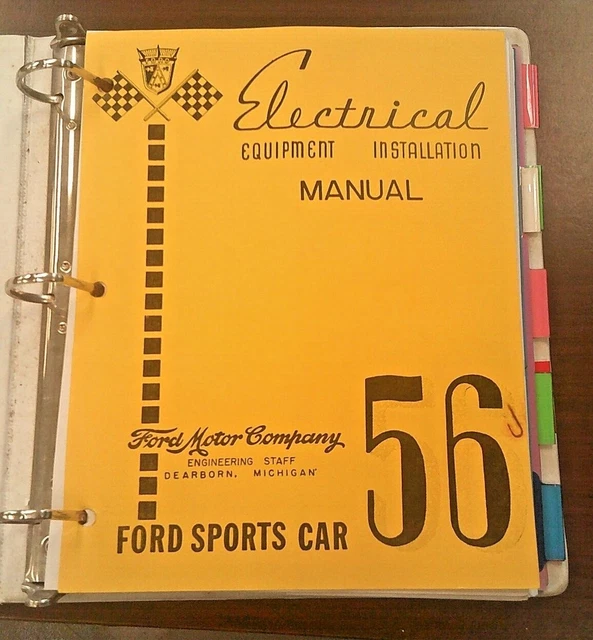 Electrical
EQUIPMENT INSTALLATION
MANUAL
Ford Motor Company
ENGINEERING STAFF
DEARBORN, MICHIGAN
FORD SPORTS CAR
56